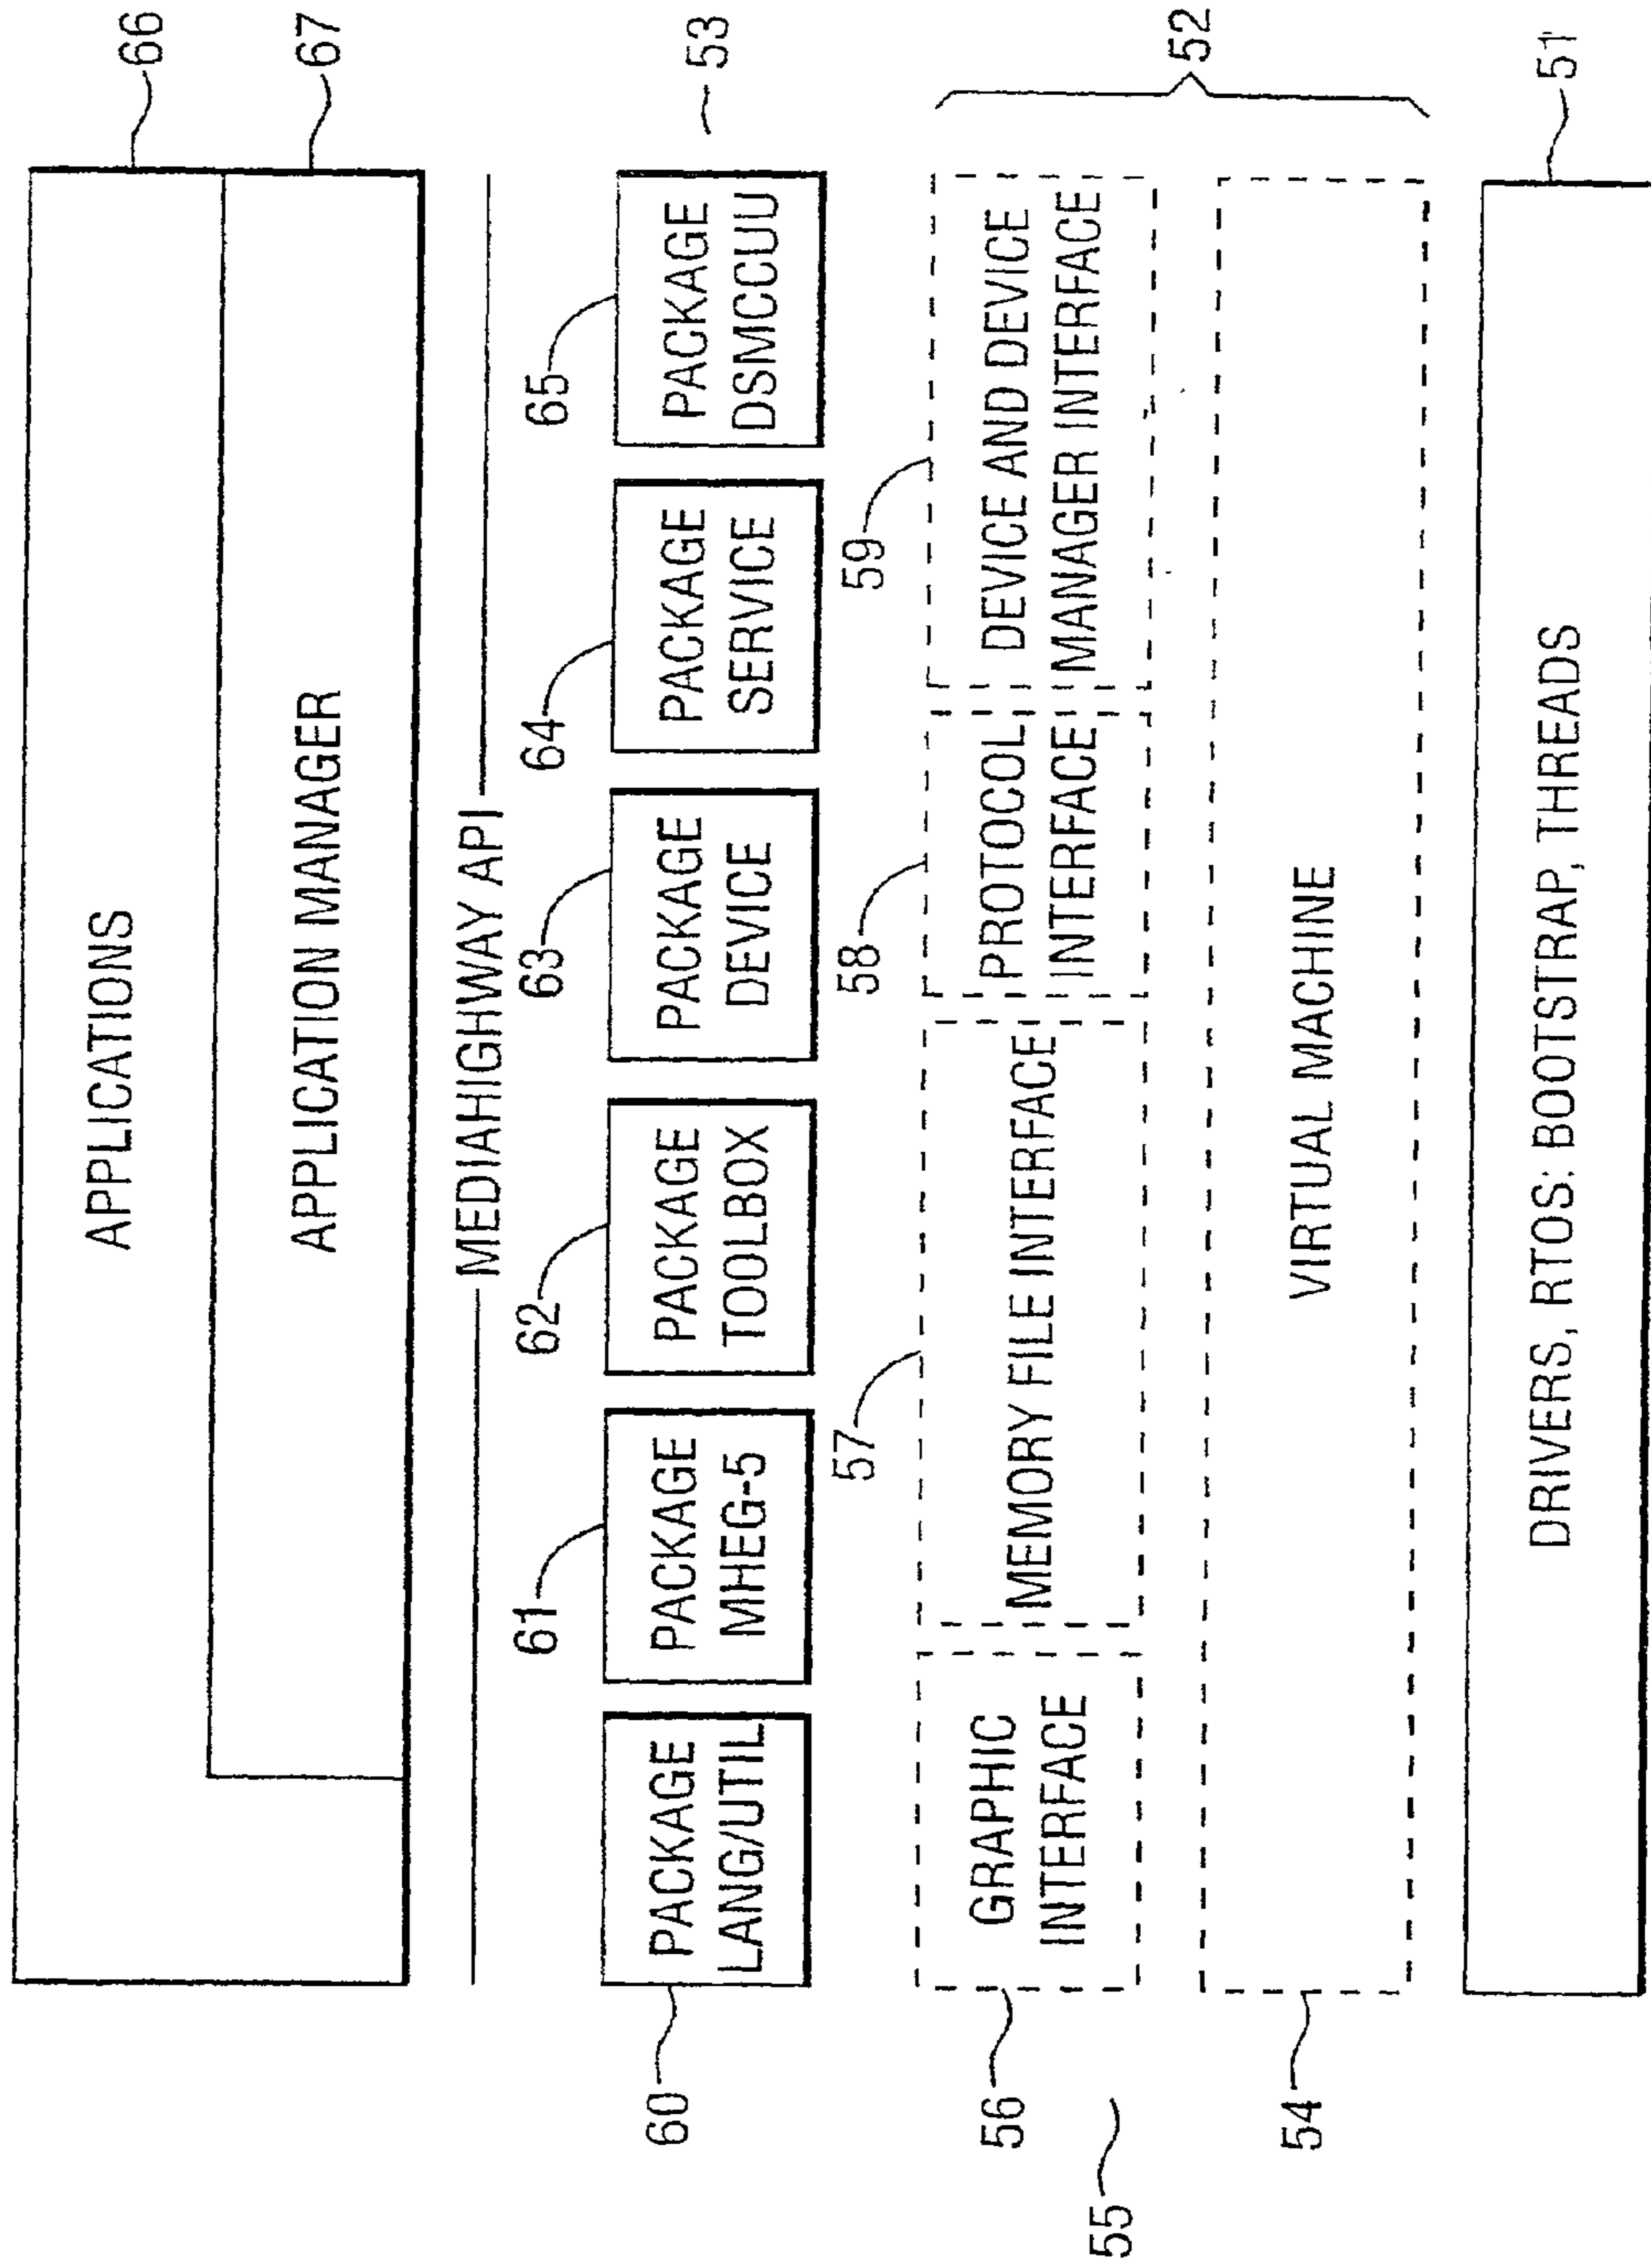 APPLICATIONS
66
APPLICATION MANAGER
67
MEDIAHIGHWAY API
53
60
PACKAGE
LANG/UTIL
61
PACKAGE
MHEG-5
62
PACKAGE
TOOLBOX
63
PACKAGE
DEVICE
64
PACKAGE
SERVICE
65
PACKAGE
DSMCCUU
56
GRAPHIC
INTERFACE
57
MEMORY FILE INTERFACE
58
PROTOCOL
INTERFACE
59
DEVICE AND DEVICE
MANAGER INTERFACE
52
55
54
VIRTUAL MACHINE
DRIVERS, RTOS: BOOTSTRAP, THREADS
51